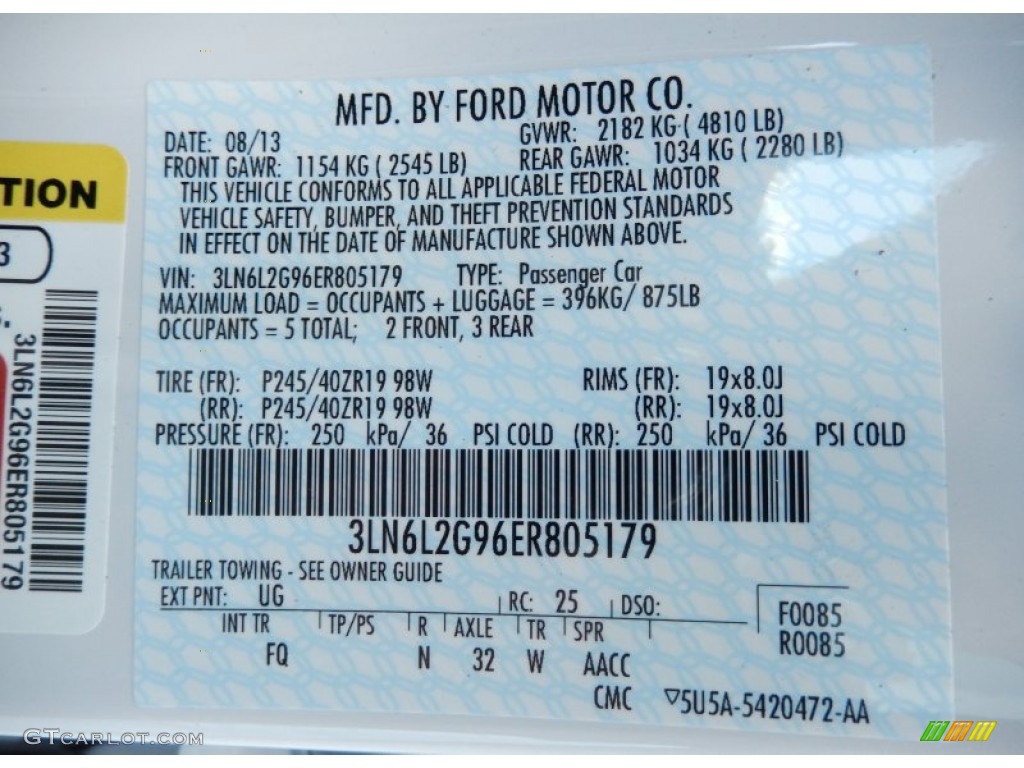 MFD. BY FORD MOTOR CO.
DATE: 08/13 GVWR: 2182 KG ( 4810 LB)
FRONT GAWR: 1154 KG ( 2545 LB) REAR GAWR: 1034 KG ( 2280 LB)
THIS VEHICLE CONFORMS TO ALL APPLICABLE FEDERAL MOTOR
VEHICLE SAFETY, BUMPER, AND THEFT PREVENTION STANDARDS
IN EFFECT ON THE DATE OF MANUFACTURE SHOWN ABOVE.
VIN: 3LN6L2G96ER805179 TYPE: Passenger Car
MAXIMUM LOAD = OCCUPANTS + LUGGAGE = 396KG/ 875LB
OCCUPANTS = 5 TOTAL; 2 FRONT, 3 REAR
TIRE (FR): P245/40ZR19 98W RIMS (FR): 19x8.0J
(RR): P245/40ZR19 98W (RR): 19x8.0J
PRESSURE (FR): 250 kPa/ 36 PSI COLD (RR): 250 kPa/ 36 PSI COLD
3LN6L2G96ER805179
TRAILER TOWING - SEE OWNER GUIDE
EXT PNT: UG RC: 25 DSO:
INT TR TP/PS R AXLE TR SPR
FQ N 32 W AACC
F0085
R0085
CMC ▽5U5A-5420472-AA
TION
3
3LN6L2G96ER805179
GTcarlot.com